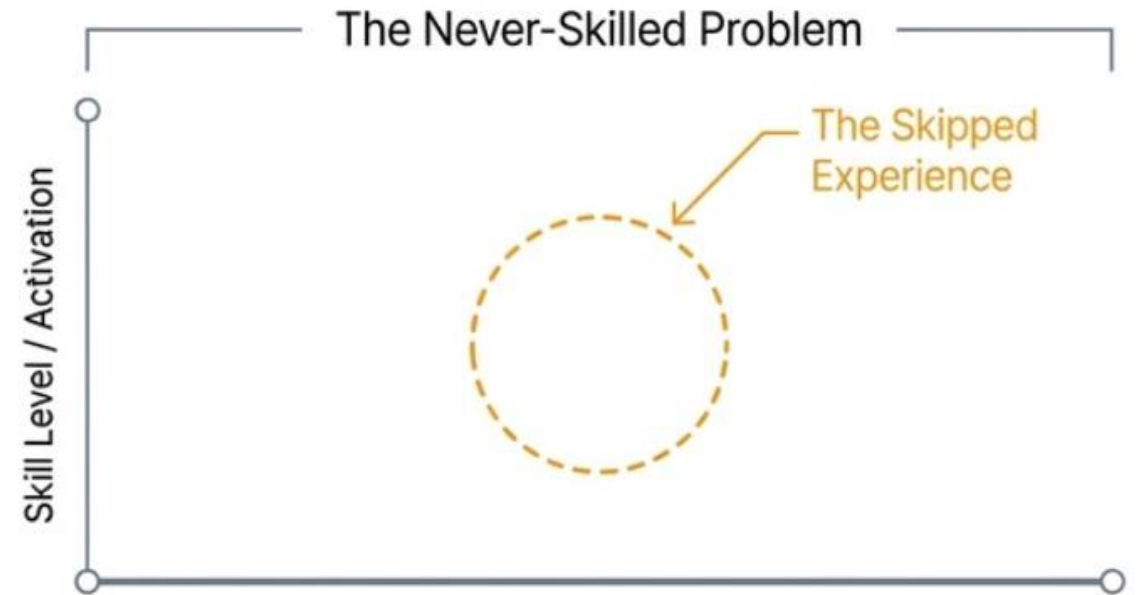 The Never-Skilled Problem
The Skipped
Experience
Skill Level / Activation